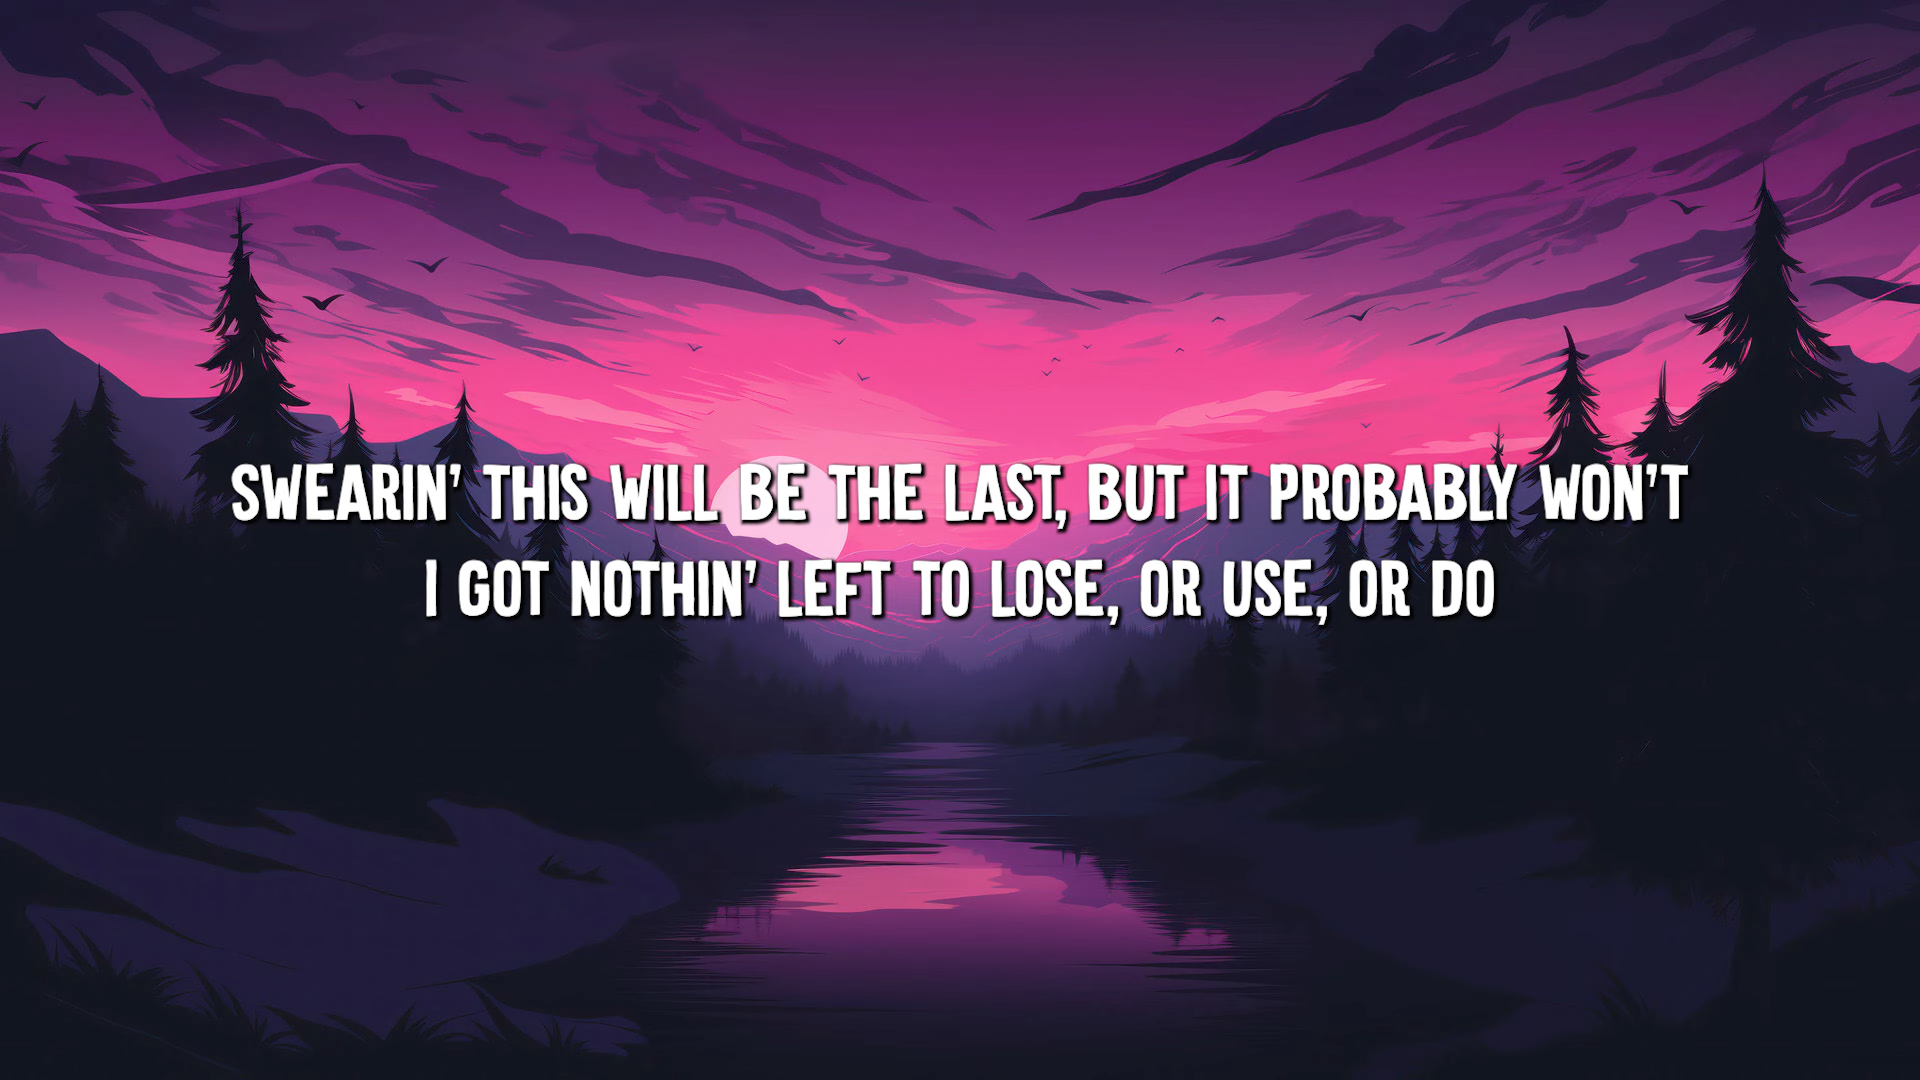 SWEARIN' THIS WILL BE THE LAST, BUT IT PROBABLY WON'T
I GOT NOTHIN' LEFT TO LOSE, OR USE, OR DO